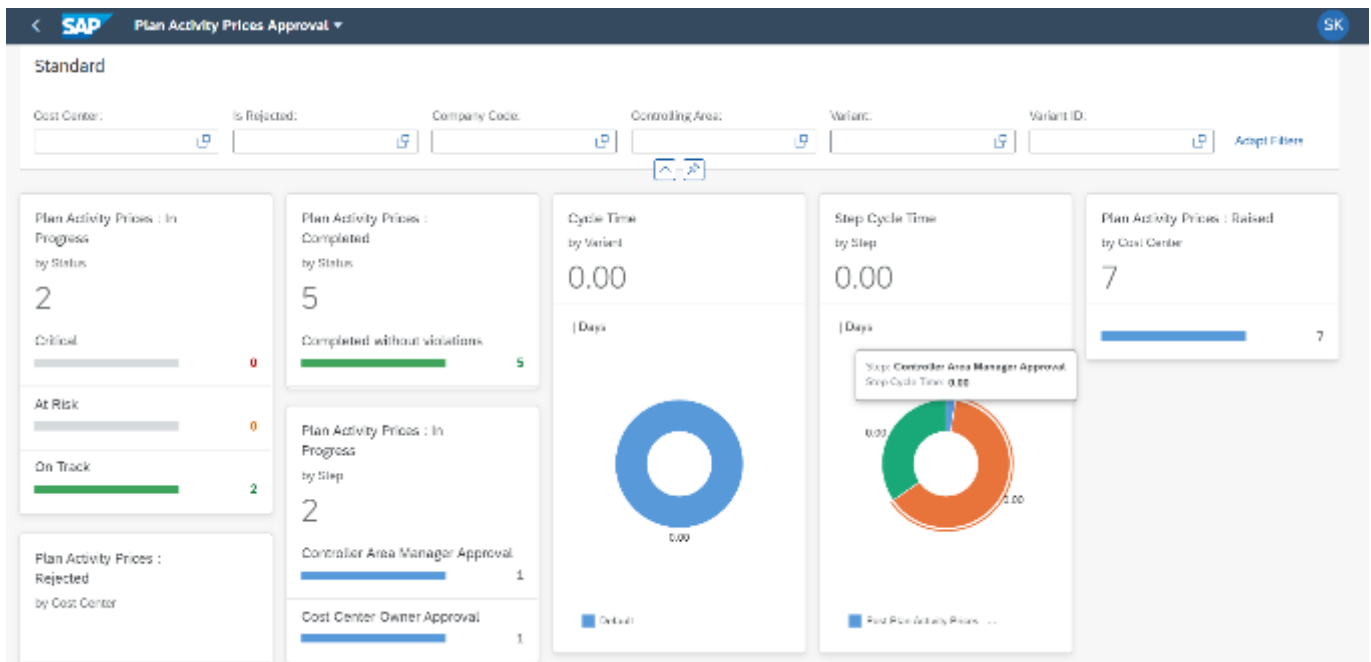 SAP Plan Activity Prices Approval SK
Standard
Cost Center: Is Rejected: Company Code: Controlling Area: Variant: Variant ID:
Adapt Filters
Plan Activity Prices : In
Progress
by Status
2
Critical
0
At Risk
0
On Track
2
Plan Activity Prices :
Rejected
by Cost Center
Plan Activity Prices :
Completed
by Status
5
Completed without violations
5
Plan Activity Prices : In
Progress
by Step
2
Controller Area Manager Approval
1
Cost Center Owner Approval
1
Cycle Time
by Variant
0.00
| Days
0.00
Default
Step Cycle Time
by Step
0.00
| Days
Step: Controller Area Manager Approval
Step Cycle Time: 0.00
0.00
0.00
Post Plan Activity Prices ...
Plan Activity Prices : Raised
by Cost Center
7
7